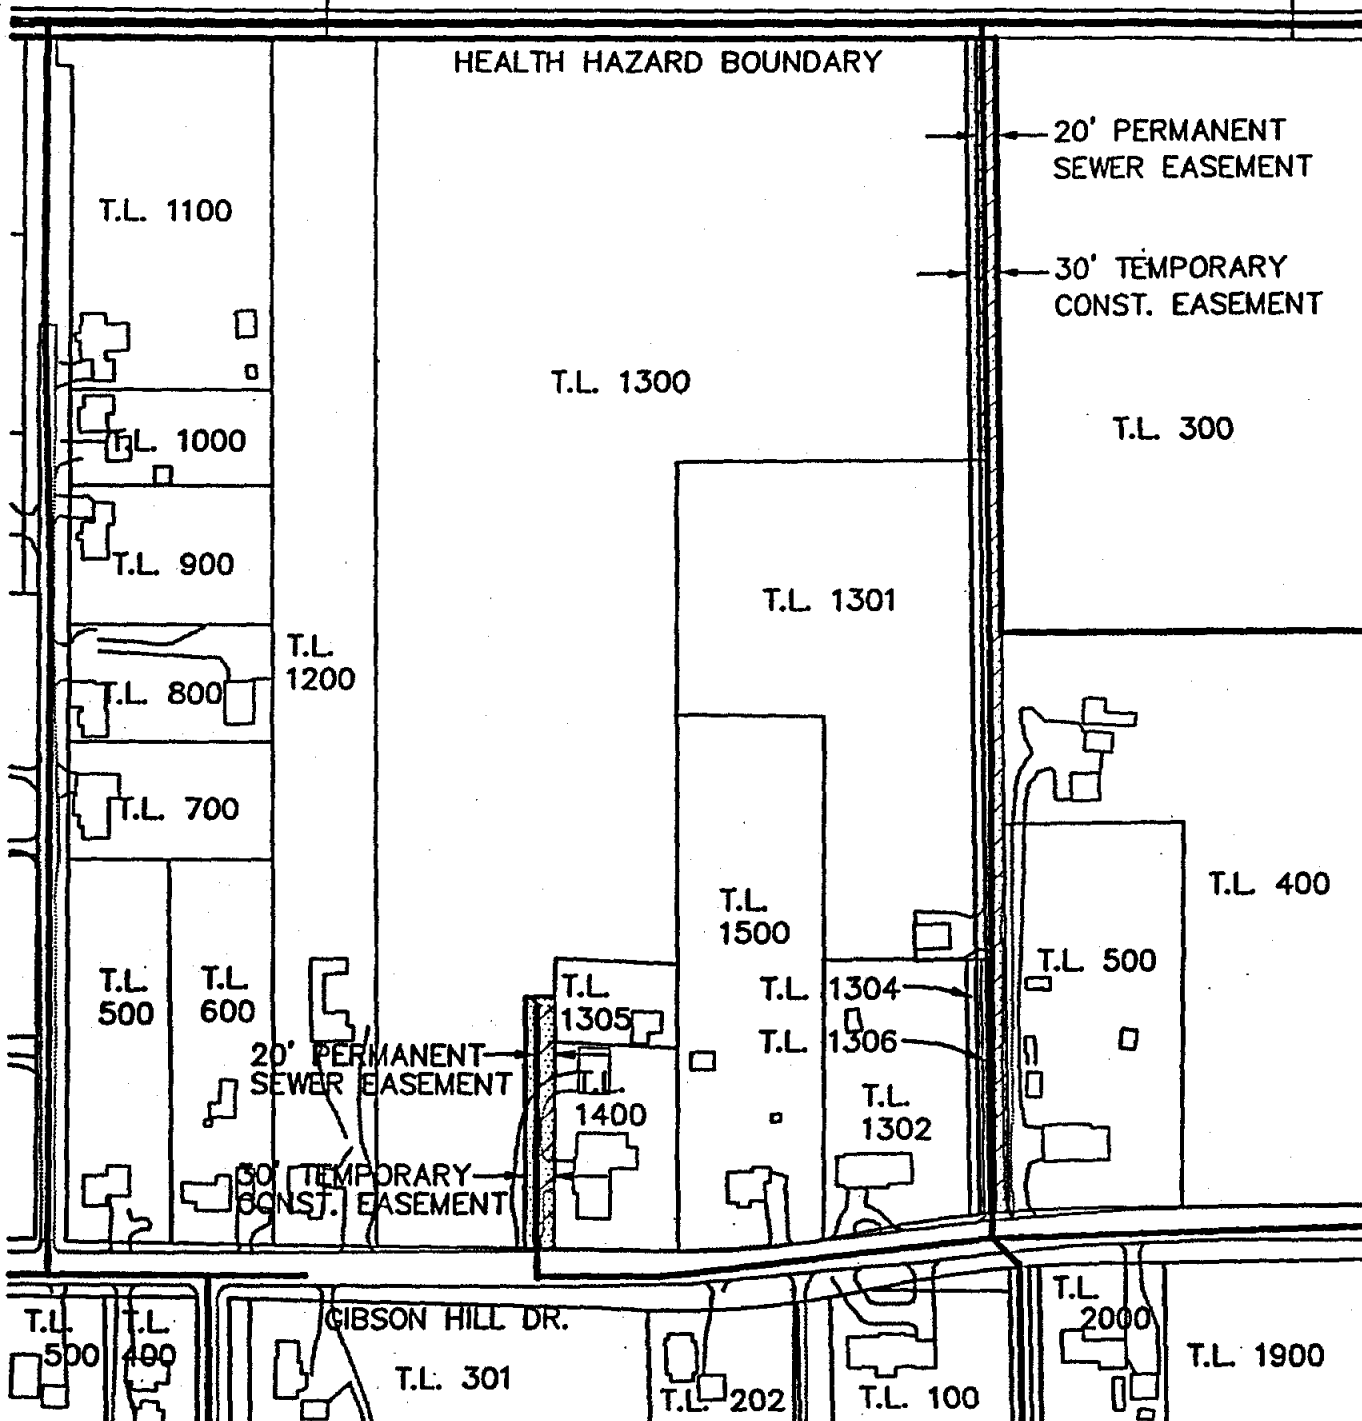 HEALTH HAZARD BOUNDARY
20' PERMANENT
SEWER EASEMENT
T.L. 1100
30' TEMPORARY
CONST. EASEMENT
T.L. 1300
T.L. 300
T.L. 1000
T.L. 900
T.L. 1301
T.L.
1200
T.L. 800
T.L. 700
T.L. 400
T.L.
1500
T.L. 500
T.L.
500
T.L.
600
T.L.
1305
T.L. 1304
T.L. 1306
20' PERMANENT
SEWER EASEMENT
T.L.
1400
T.L.
1302
30' TEMPORARY
CONST. EASEMENT
GIBSON HILL DR.
T.L.
500
T.L.
400
T.L. 301
T.L. 202
T.L. 100
T.L.
2000
T.L. 1900